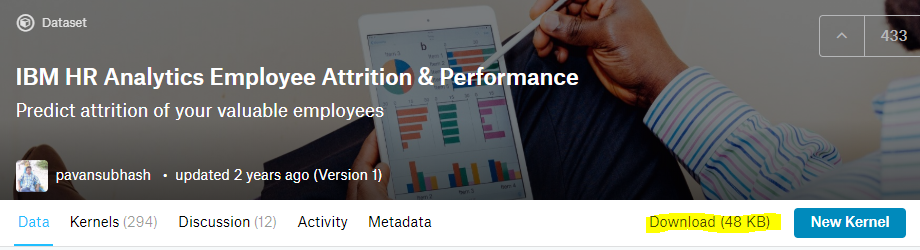 Dataset
433
IBM HR Analytics Employee Attrition & Performance
Predict attrition of your valuable employees
pavansubhash • updated 2 years ago (Version 1)
Data Kernels (294) Discussion (12) Activity Metadata Download (48 KB) New Kernel